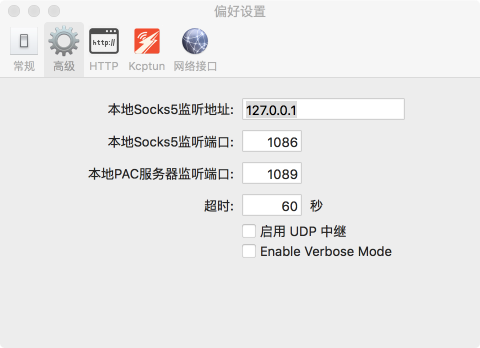 偏好设置
http://
常规
高级
HTTP
Kcptun
网络接口
本地Socks5监听地址: 127.0.0.1
本地Socks5监听端口: 1086
本地PAC服务器监听端口: 1089
超时: 60 秒
启用 UDP 中继
Enable Verbose Mode